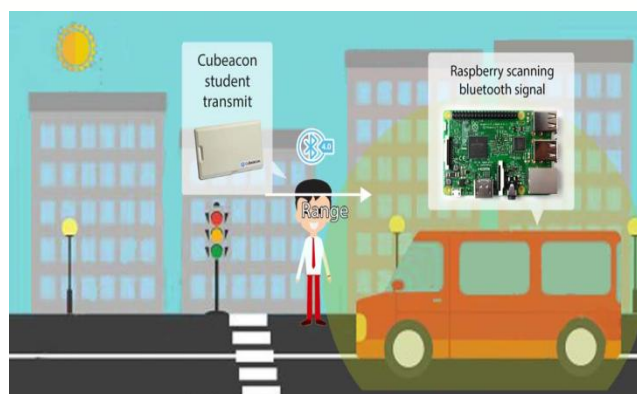 Cubeacon
student
transmit
Raspberry scanning
bluetooth signal
4.0
Range